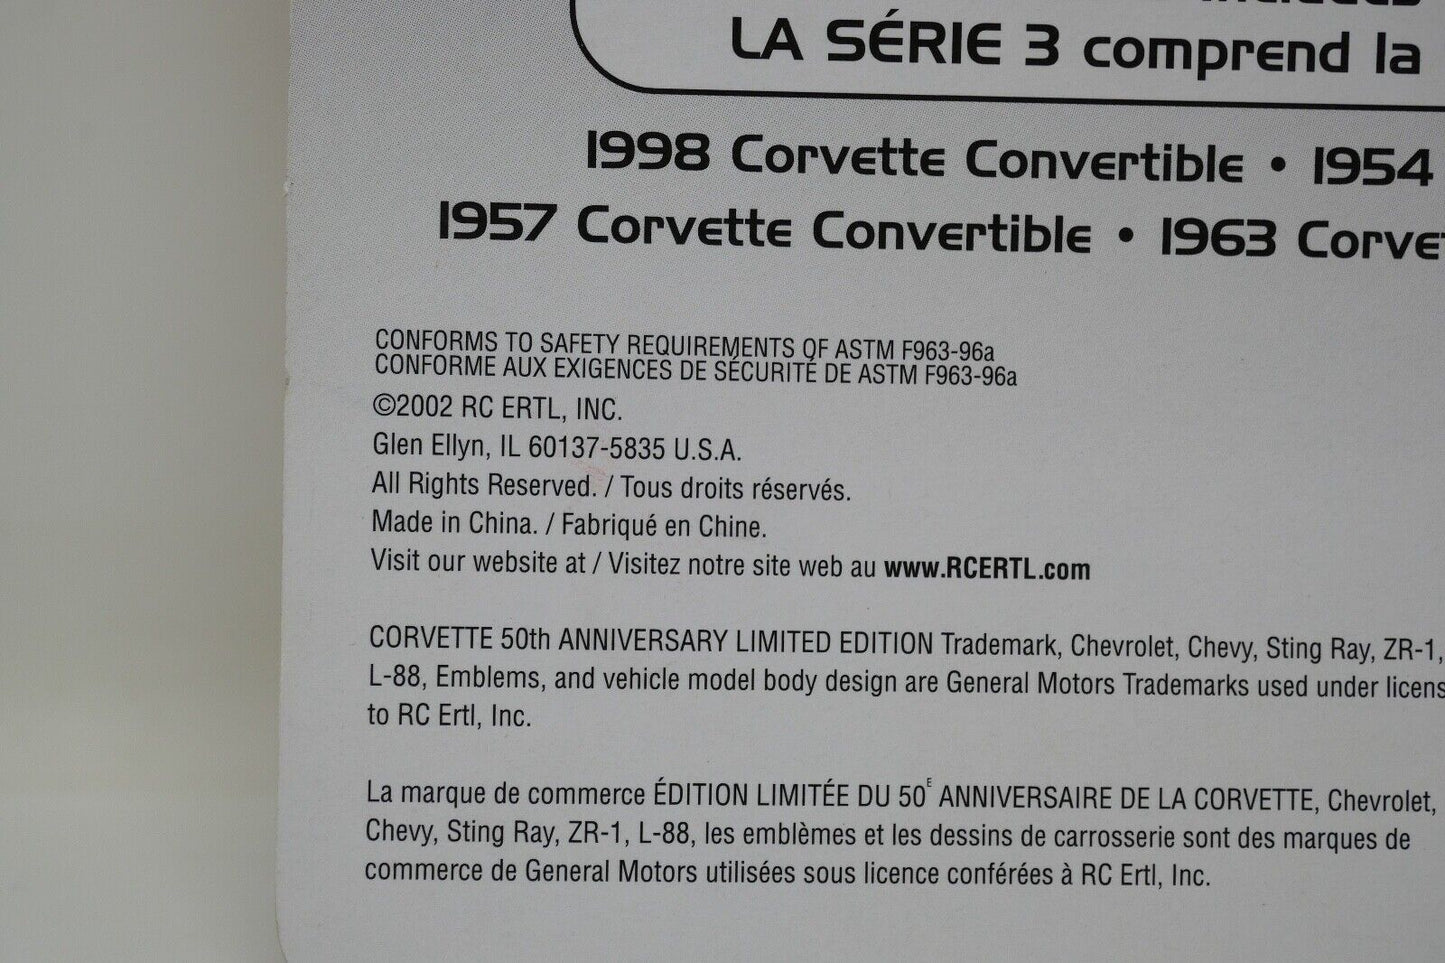 LA SÉRIE 3 comprend la
1998 Corvette Convertible • 1954
1957 Corvette Convertible • 1963
CONFORMS TO SAFETY REQUIREMENTS OF ASTM F963-96a
CONFORME AUX EXIGENCES DE SÉCURITÉ DE ASTM F963-96a
©2002 RC ERTL, INC.
Glen Ellyn, IL 60137-5835 U.S.A.
All Rights Reserved. / Tous droits réservés.
Made in China. / Fabriqué en Chine.
Visit our website at / Visitez notre site web au www.RCERTL.com
CORVETTE 50th ANNIVERSARY LIMITED EDITION Trademark, Chevrolet, Chevy, Sting Ray, ZR-1,
L-88, Emblems, and vehicle model body design are General Motors Trademarks used under
to RC Ertl, Inc.
La marque de commerce ÉDITION LIMITÉE DU 50E ANNIVERSAIRE DE LA CORVETTE, Chevrolet,
Chevy, Sting Ray, ZR-1, L-88, les emblèmes et les dessins de carrosserie sont des marques de
commerce de General Motors utilisées sous licence conférées à RC Ertl, Inc.